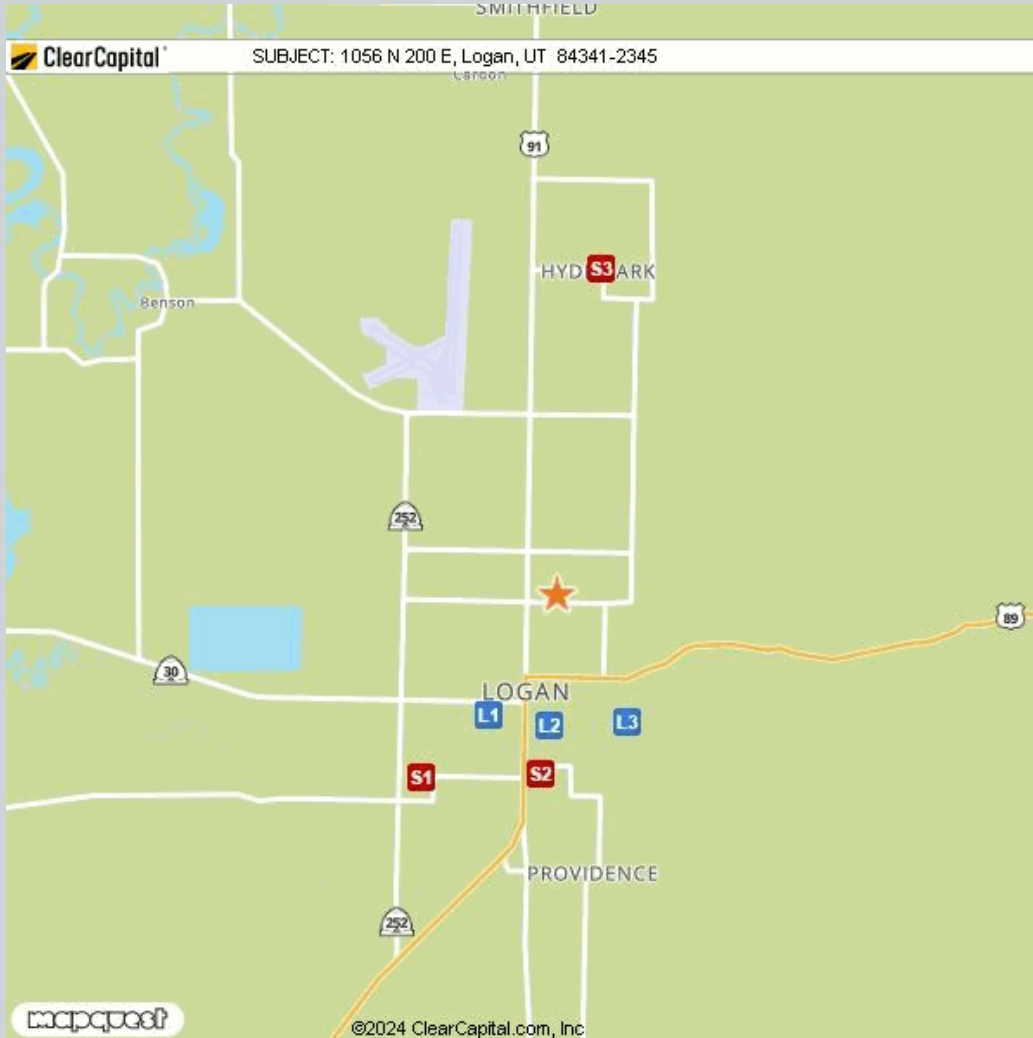 SMITHFIELD
ClearCapital
SUBJECT: 1056 N 200 E, Logan, UT 84341-2345
91
HYD S3 ARK
Benson
252
89
30
LOGAN
L1
L2
L3
S1
S2
PROVIDENCE
252
mapquest
©2024 ClearCapital.com, Inc